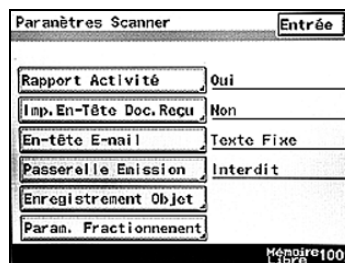 Paramètres Scanner
Entrée
Rapport Activité Oui
Imp.En-Tête Doc.Reçu Non
En-tête E-mail Texte Fixe
Passerelle Emission Interdit
Enregistrement Objet
Param. Fractionnement
Mémoire 100
Libre